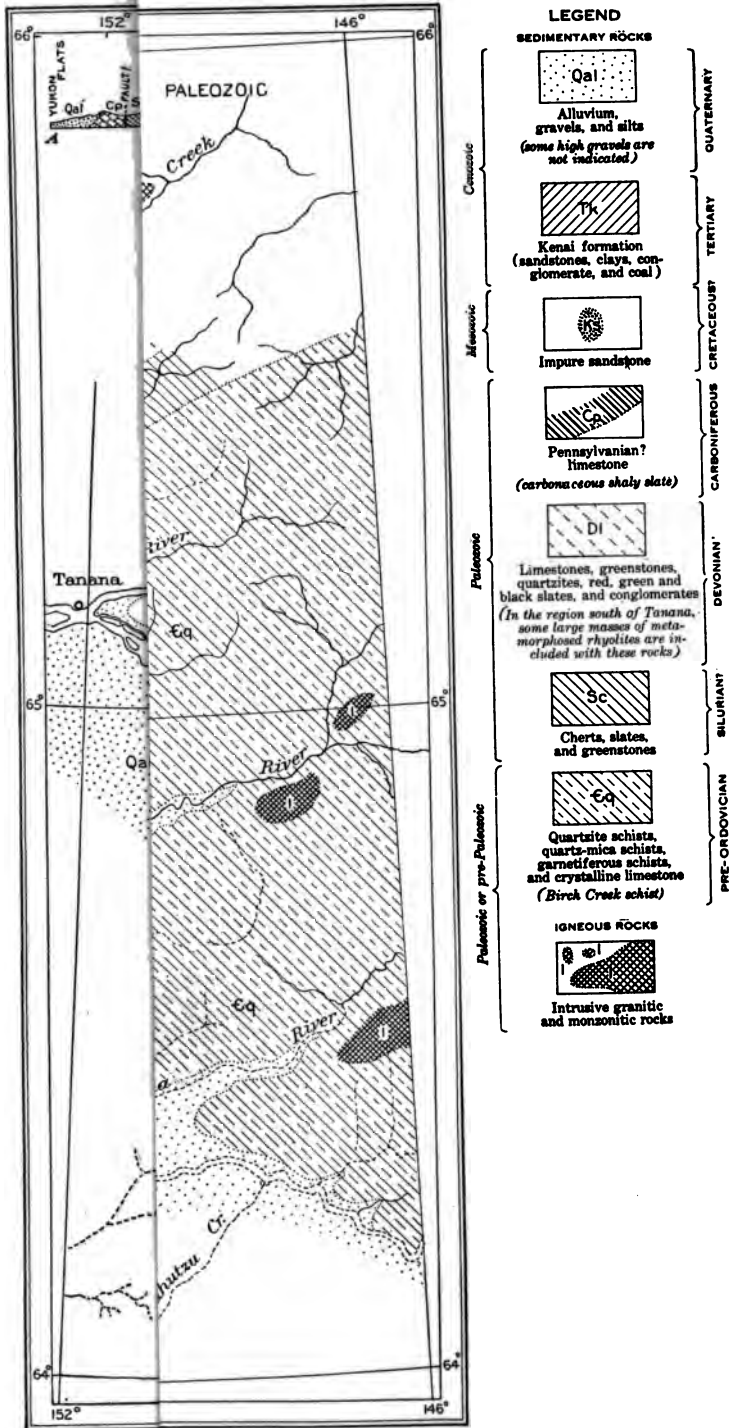 152°
146°
66°
66°
YUKON
FLATS
FAULT?
Qal
Cp
S
A
PALEOZOIC
Creek
River
Tanana
Єq
65°
65°
I
River
Qa
I
Єq
River
I
a
hutzu Cr.
64°
64°
152°
146°
LEGEND
SEDIMENTARY ROCKS
Qal
Alluvium,
gravels, and silts
(some high gravels are
not indicated)
QUATERNARY
Cenozoic
Tk
Kenai formation
(sandstones, clays, con-
glomerate, and coal)
TERTIARY
Impure sandstone
CRETACEOUS?
Mesozoic
Cp
Pennsylvanian?
limestone
(carbonaceous shaly slate)
CARBONIFEROUS
Dl
Limestones, greenstones,
quartzites, red, green and
black slates, and conglomerates
(In the region south of Tanana,
some large masses of meta-
morphosed rhyolites are in-
cluded with these rocks)
DEVONIAN
Paleozoic
Sc
Cherts, slates,
and greenstones
SILURIAN?
Єq
Quartzite schists,
quartz-mica schists,
garnetiferous schists,
and crystalline limestone
(Birch Creek schist)
PRE-ORDOVICIAN
Paleozoic or pre-Paleozoic
IGNEOUS ROCKS
I
I
I
Intrusive granitic
and monzonitic rocks